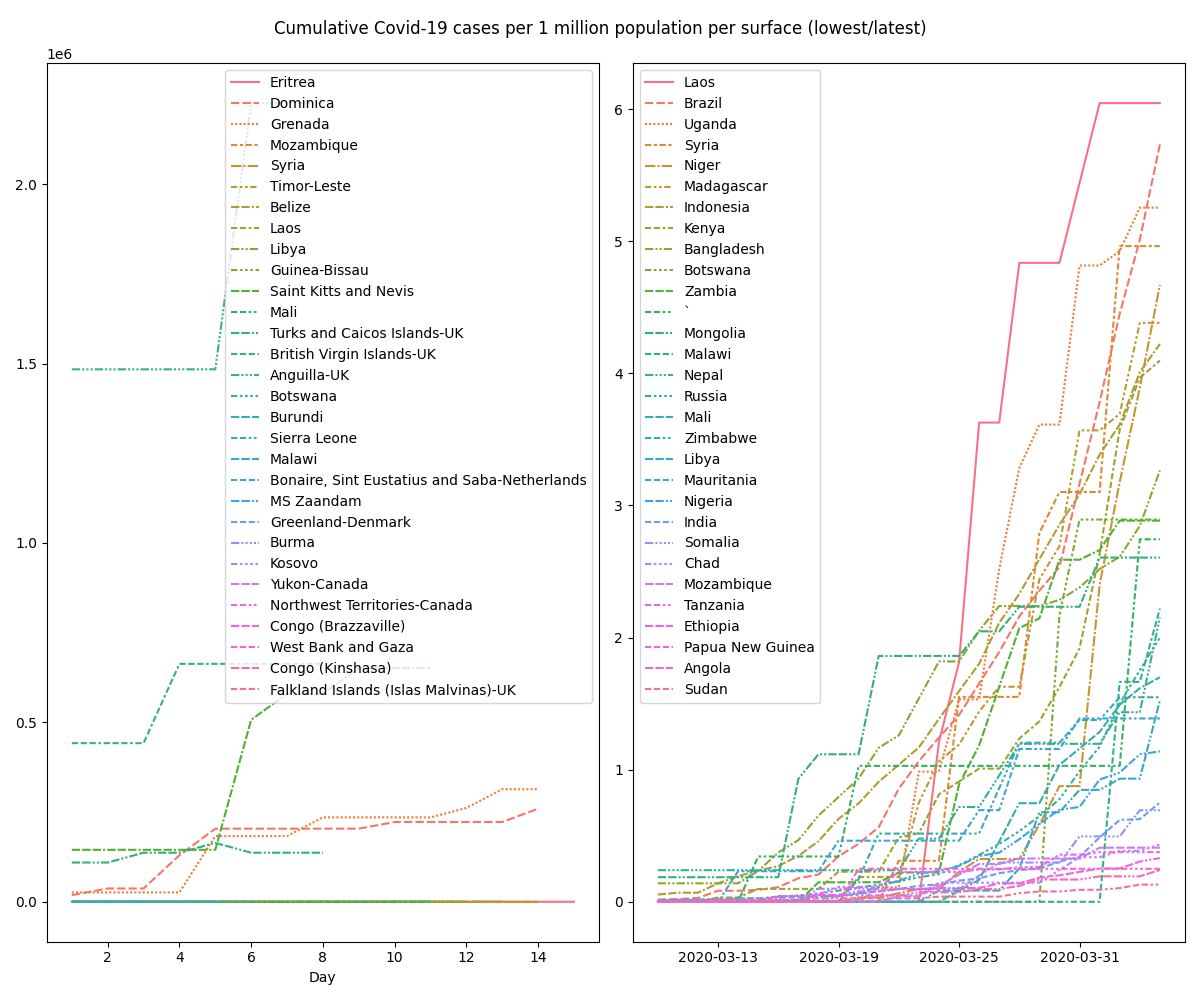 Cumulative Covid-19 cases per 1 million population per surface (lowest/latest)
1e6
2.0
1.5
1.0
0.5
0.0
2 4 6 8 10 12 14
Day
Eritrea
Dominica
Grenada
Mozambique
Syria
Timor-Leste
Belize
Laos
Libya
Guinea-Bissau
Saint Kitts and Nevis
Mali
Turks and Caicos Islands-UK
British Virgin Islands-UK
Anguilla-UK
Botswana
Burundi
Sierra Leone
Malawi
Bonaire, Sint Eustatius and Saba-Netherlands
MS Zaandam
Greenland-Denmark
Burma
Kosovo
Yukon-Canada
Northwest Territories-Canada
Congo (Brazzaville)
West Bank and Gaza
Congo (Kinshasa)
Falkland Islands (Islas Malvinas)-UK
6
5
4
3
2
1
0
2020-03-13 2020-03-19 2020-03-25 2020-03-31
Laos
Brazil
Uganda
Syria
Niger
Madagascar
Indonesia
Kenya
Bangladesh
Botswana
Zambia
`
Mongolia
Malawi
Nepal
Russia
Mali
Zimbabwe
Libya
Mauritania
Nigeria
India
Somalia
Chad
Mozambique
Tanzania
Ethiopia
Papua New Guinea
Angola
Sudan